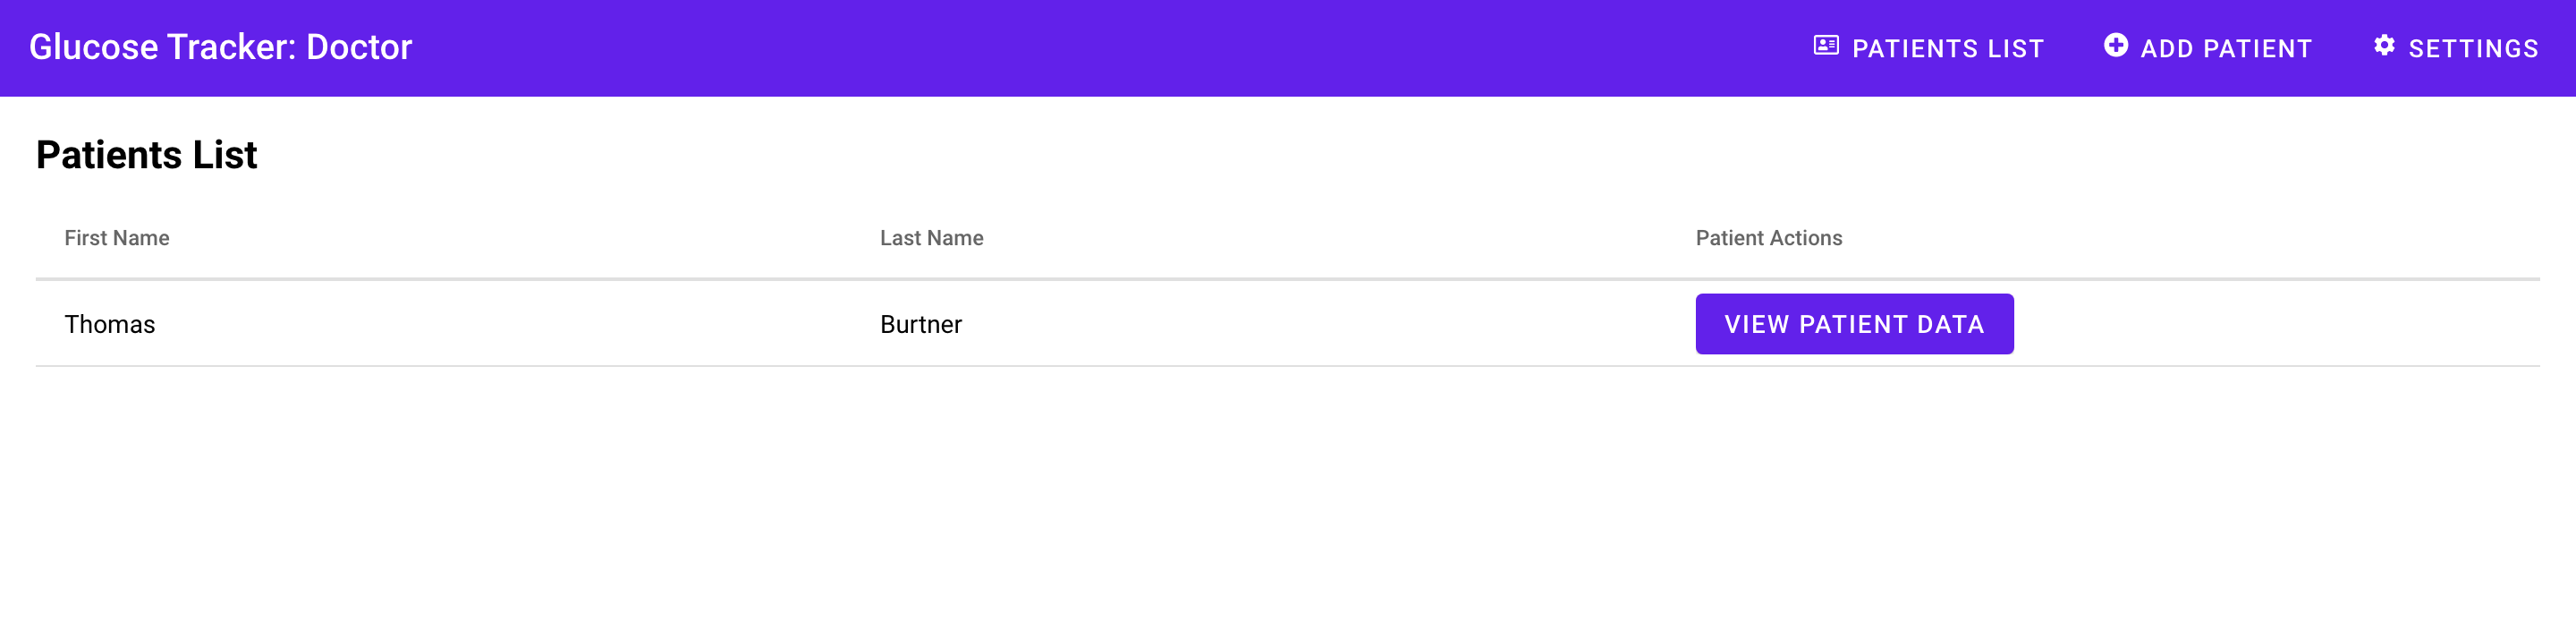 Glucose Tracker: Doctor PATIENTS LIST ADD PATIENT SETTINGS
Patients List
First Name Last Name Patient Actions
Thomas Burtner VIEW PATIENT DATA